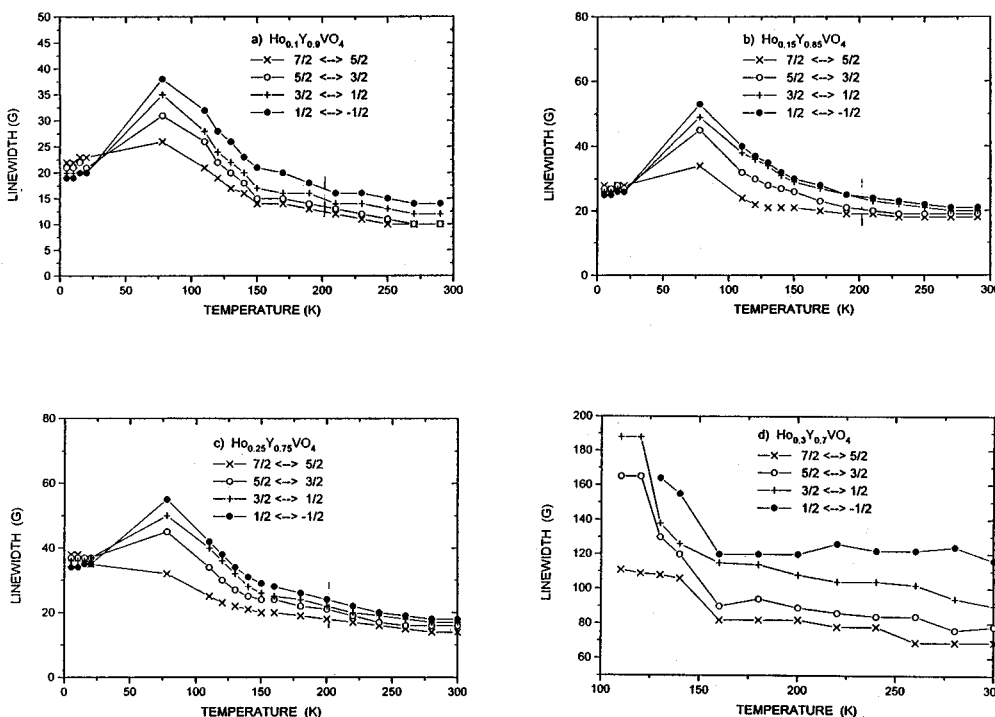 50
45
40
35
30
25
20
15
10
5
0
LINEWIDTH (G)
a) Ho0.1Y0.9VO4
7/2 <--> 5/2
5/2 <--> 3/2
3/2 <--> 1/2
1/2 <--> -1/2
0 50 100 150 200 250 300
TEMPERATURE (K)
80
60
40
20
0
LINEWIDTH (G)
b) Ho0.15Y0.85VO4
7/2 <--> 5/2
5/2 <--> 3/2
3/2 <--> 1/2
1/2 <--> -1/2
0 50 100 150 200 250 300
TEMPERATURE (K)
80
60
40
20
0
LINEWIDTH (G)
c) Ho0.25Y0.75VO4
7/2 <--> 5/2
5/2 <--> 3/2
3/2 <--> 1/2
1/2 <--> -1/2
0 50 100 150 200 250 300
TEMPERATURE (K)
200
180
160
140
120
100
80
60
LINEWIDTH (G)
d) Ho0.3Y0.7VO4
7/2 <--> 5/2
5/2 <--> 3/2
3/2 <--> 1/2
1/2 <--> -1/2
100 150 200 250 300
TEMPERATURE (K)